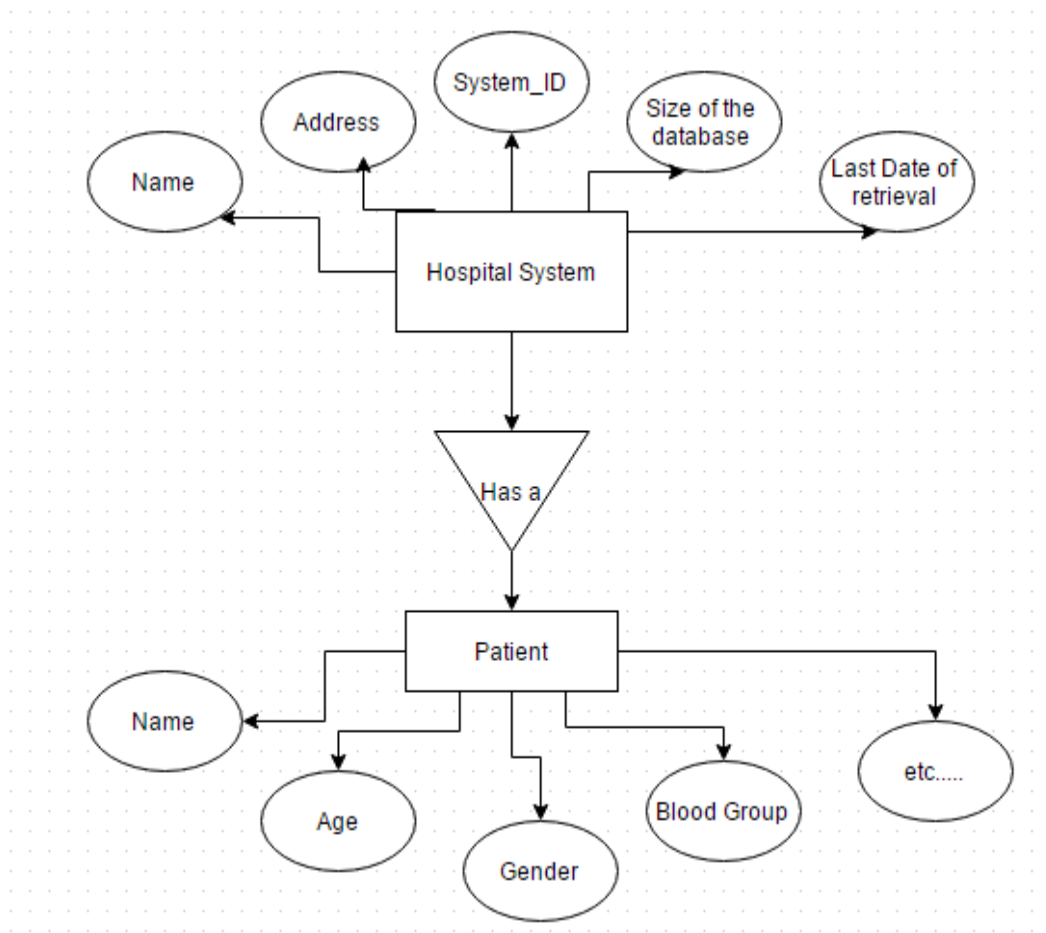 System_ID
Address
Size of the
database
Name
Last Date of
retrieval
Hospital System
Has a
Patient
Name
Age
Gender
Blood Group
etc.....